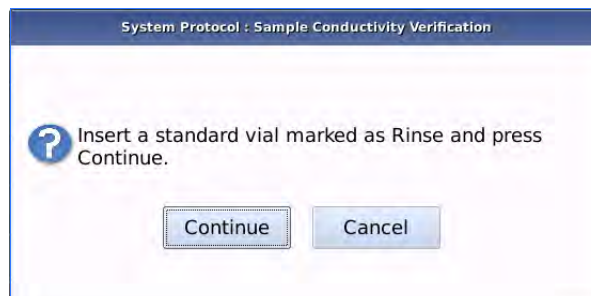 System Protocol : Sample Conductivity Verification
Insert a standard vial marked as Rinse and press
Continue.
Continue
Cancel